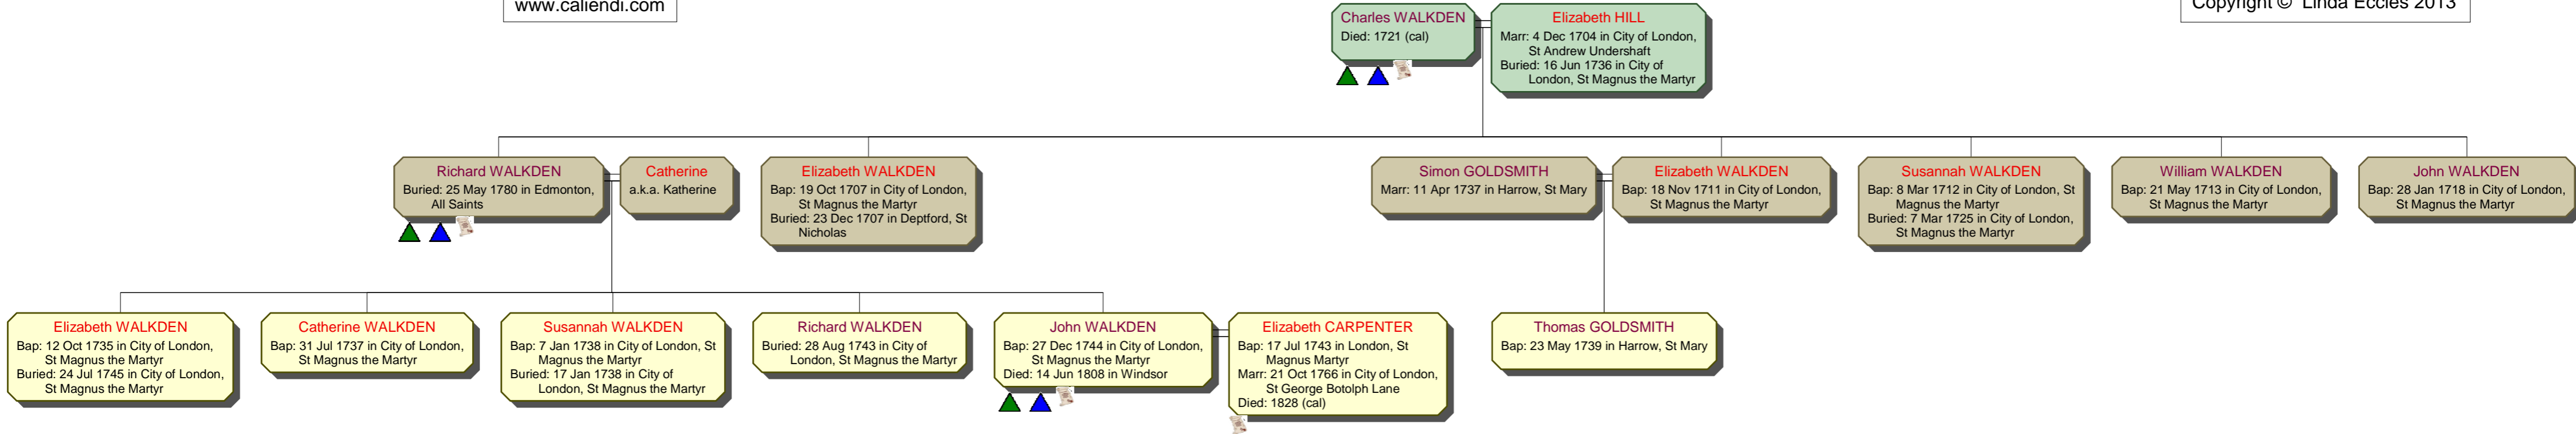 www.caliendi.com
Copyright © Linda Eccles 2013
Charles WALKDEN
Died: 1721 (cal)
Elizabeth HILL
Marr: 4 Dec 1704 in City of London,
St Andrew Undershaft
Buried: 16 Jun 1736 in City of
London, St Magnus the Martyr
Richard WALKDEN
Buried: 25 May 1780 in Edmonton,
All Saints
Catherine
a.k.a. Katherine
Elizabeth WALKDEN
Bap: 19 Oct 1707 in City of London,
St Magnus the Martyr
Buried: 23 Dec 1707 in Deptford, St
Nicholas
Simon GOLDSMITH
Marr: 11 Apr 1737 in Harrow, St Mary
Elizabeth WALKDEN
Bap: 18 Nov 1711 in City of London,
St Magnus the Martyr
Susannah WALKDEN
Bap: 8 Mar 1712 in City of London, St
Magnus the Martyr
Buried: 7 Mar 1725 in City of London,
St Magnus the Martyr
William WALKDEN
Bap: 21 May 1713 in City of London,
St Magnus the Martyr
John WALKDEN
Bap: 28 Jan 1718 in City of London,
St Magnus the Martyr
Elizabeth WALKDEN
Bap: 12 Oct 1735 in City of London,
St Magnus the Martyr
Buried: 24 Jul 1745 in City of London,
St Magnus the Martyr
Catherine WALKDEN
Bap: 31 Jul 1737 in City of London,
St Magnus the Martyr
Susannah WALKDEN
Bap: 7 Jan 1738 in City of London, St
Magnus the Martyr
Buried: 17 Jan 1738 in City of
London, St Magnus the Martyr
Richard WALKDEN
Buried: 28 Aug 1743 in City of
London, St Magnus the Martyr
John WALKDEN
Bap: 27 Dec 1744 in City of London,
St Magnus the Martyr
Died: 14 Jun 1808 in Windsor
Elizabeth CARPENTER
Bap: 17 Jul 1743 in London, St
Magnus Martyr
Marr: 21 Oct 1766 in City of London,
St George Botolph Lane
Died: 1828 (cal)
Thomas GOLDSMITH
Bap: 23 May 1739 in Harrow, St Mary